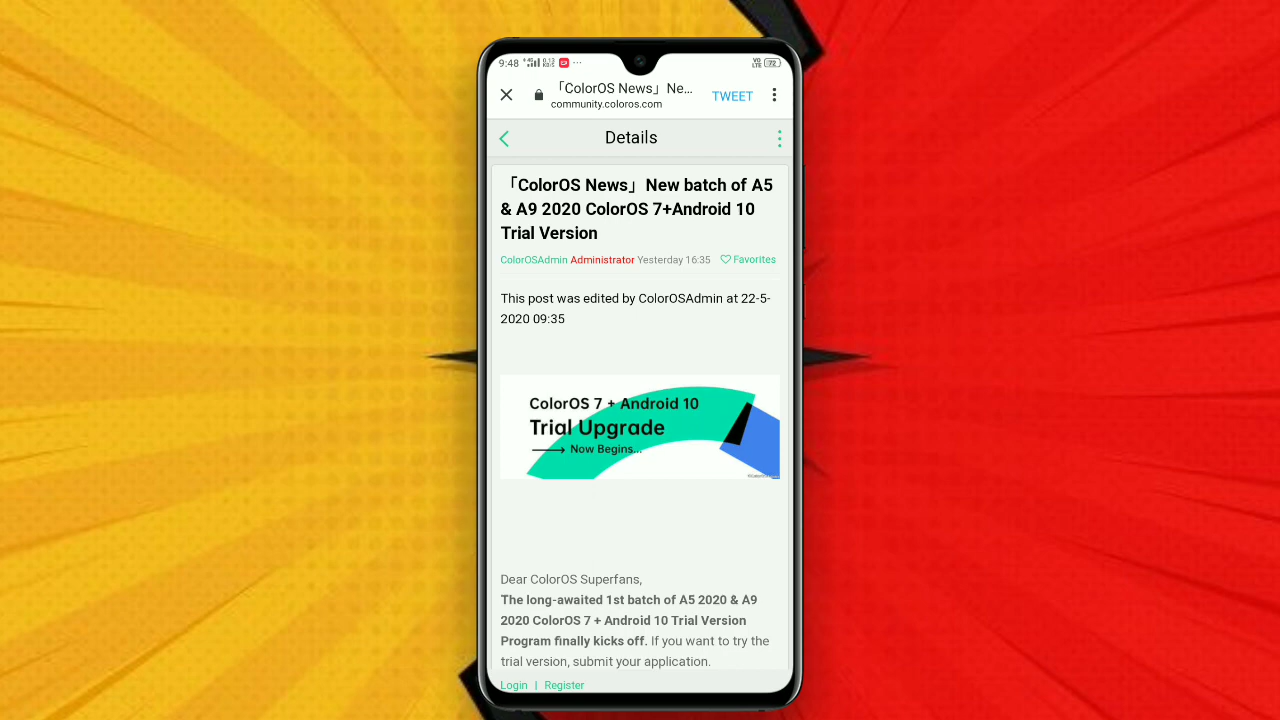 9:48
72
「ColorOS News」Ne...
community.coloros.com
TWEET
Details
「ColorOS News」New batch of A5
& A9 2020 ColorOS 7+Android 10
Trial Version
ColorOSAdmin Administrator Yesterday 16:35 Favorites
This post was edited by ColorOSAdmin at 22-5-
2020 09:35
ColorOS 7 + Android 10
Trial Upgrade
Now Begins...
Dear ColorOS Superfans,
The long-awaited 1st batch of A5 2020 & A9
2020 ColorOS 7 + Android 10 Trial Version
Program finally kicks off. If you want to try the
trial version, submit your application.
Login | Register